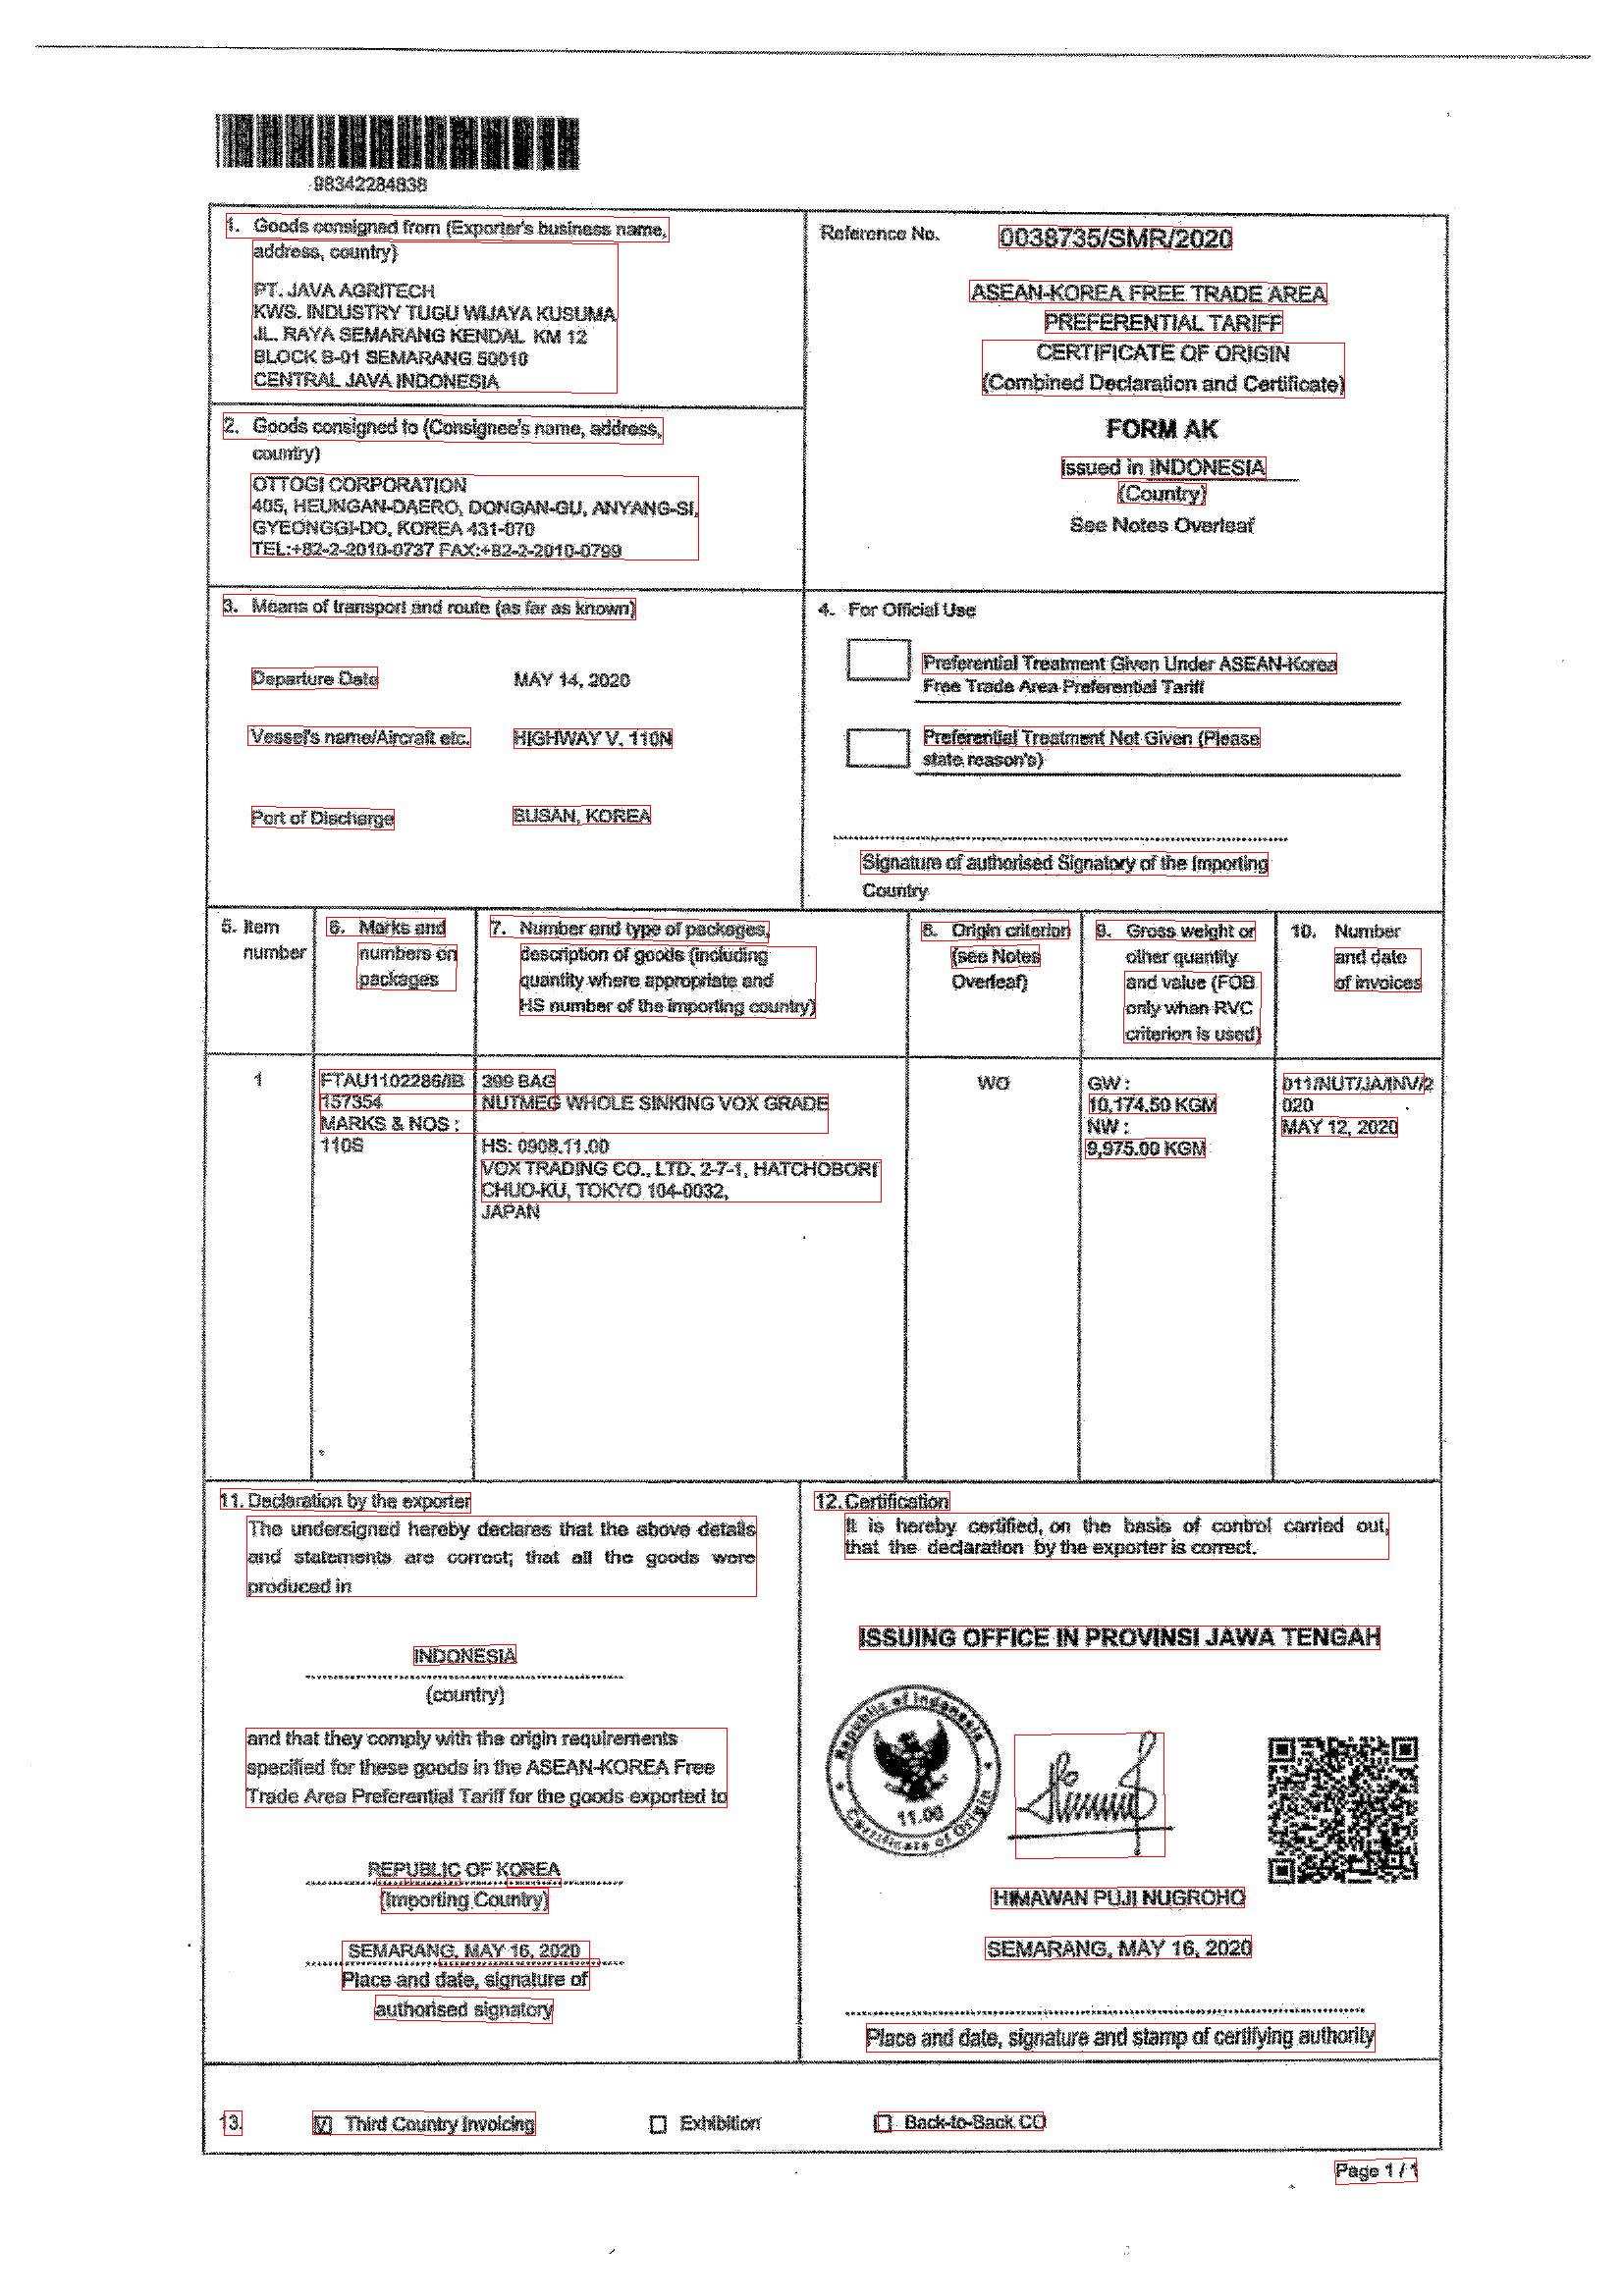 98342284838
1. Goods consigned from (Exporter's business name,
address, country)
PT. JAVA AGRITECH
KWS. INDUSTRY TUGU WIJAYA KUSUMA
JL. RAYA SEMARANG KENDAL KM 12
BLOCK B-01 SEMARANG 50010
CENTRAL JAVA INDONESIA
Reference No. 0038735/SMR/2020
ASEAN-KOREA FREE TRADE AREA
PREFERENTIAL TARIFF
CERTIFICATE OF ORIGIN
(Combined Declaration and Certificate)
FORM AK
Issued in INDONESIA
(Country)
See Notes Overleaf
2. Goods consigned to (Consignee's name, address,
country)
OTTOGI CORPORATION
405, HEUNGAN-DAERO, DONGAN-GU, ANYANG-SI,
GYEONGGI-DO, KOREA 431-070
TEL:+82-2-2010-0737 FAX:+82-2-2010-0799
3. Means of transport and route (as far as known)
Departure Date MAY 14, 2020
Vessel's name/Aircraft etc. HIGHWAY V. 110N
Port of Discharge BUSAN, KOREA
4. For Official Use
Preferential Treatment Given Under ASEAN-Korea
Free Trade Area Preferential Tariff
Preferential Treatment Not Given (Please
state reason's)
Signature of authorised Signatory of the Importing
Country
5. Item
number
6. Marks and
numbers on
packages
7. Number and type of packages,
description of goods (including
quantity where appropriate and
HS number of the importing country)
8. Origin criterion
(see Notes
Overleaf)
9. Gross weight or
other quantity
and value (FOB
only when RVC
criterion is used)
10. Number
and date
of invoices
1
FTAU1102286/IB
157354
MARKS & NOS :
110S
399 BAG
NUTMEG WHOLE SINKING VOX GRADE
HS: 0908.11.00
VOX TRADING CO., LTD. 2-7-1, HATCHOBORI
CHUO-KU, TOKYO 104-0032,
JAPAN
WO
GW :
10,174.50 KGM
NW :
9,975.00 KGM
011/NUT/JA/INV/2
020
MAY 12, 2020
11. Declaration by the exporter
The undersigned hereby declares that the above details
and statements are correct; that all the goods were
produced in
INDONESIA
(country)
and that they comply with the origin requirements
specified for these goods in the ASEAN-KOREA Free
Trade Area Preferential Tariff for the goods exported to
REPUBLIC OF KOREA
(Importing Country)
SEMARANG, MAY 16, 2020
Place and date, signature of
authorised signatory
12. Certification
It is hereby certified, on the basis of control carried out,
that the declaration by the exporter is correct.
ISSUING OFFICE IN PROVINSI JAWA TENGAH
Republic of Indonesia
11.00
Certificate of Origin
HIMAWAN PUJI NUGROHO
SEMARANG, MAY 16, 2020
Place and date, signature and stamp of certifying authority
13. ☑ Third Country Invoicing ☐ Exhibition ☐ Back-to-Back CO
Page 1 / 1